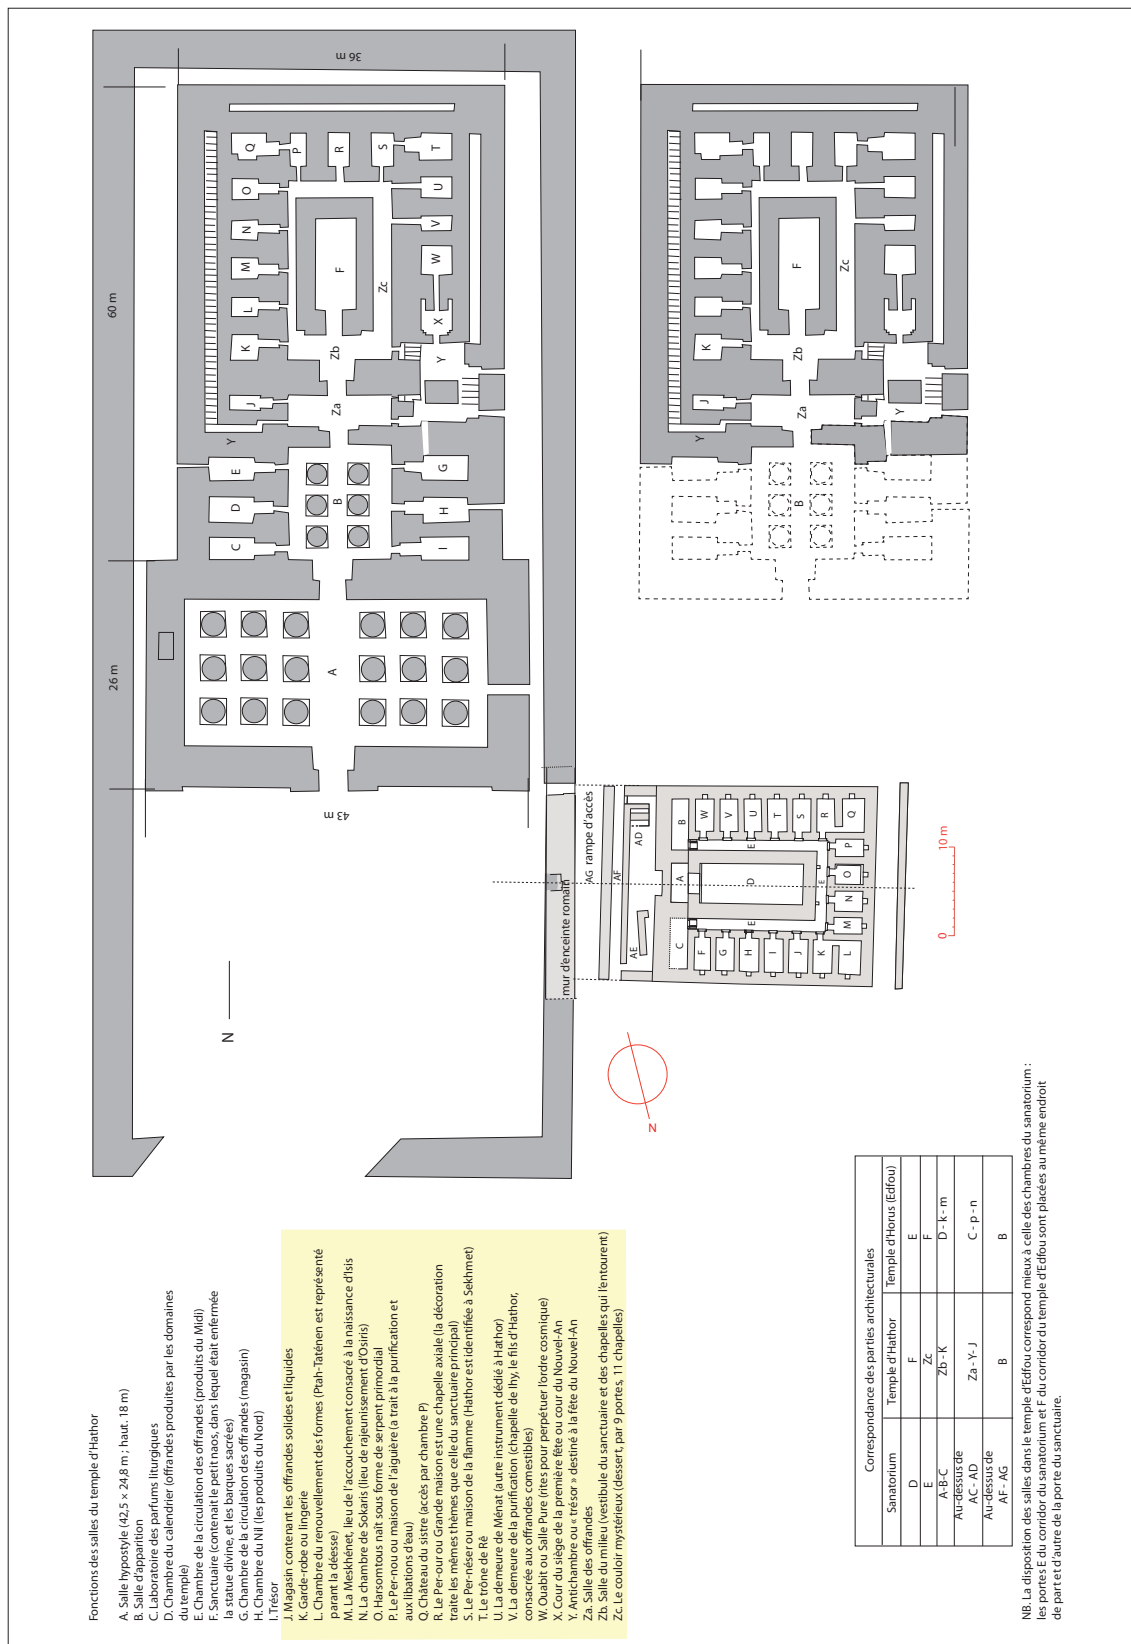 Fonctions des salles du temple d'Hathor
A. Salle hypostyle (42,5 × 24,8 m ; haut. 18 m)
B. Salle d'apparition
C. Laboratoire des parfums liturgiques
D. Chambre du calendrier (offrandes produites par les domaines
du temple)
E. Chambre de la circulation des offrandes (produits du Midi)
F. Sanctuaire (contenait le petit naos, dans lequel était enfermée
la statue divine, et les barques sacrées)
G. Chambre de la circulation des offrandes (magasin)
H. Chambre du Nil (les produits du Nord)
I. Trésor
J. Magasin contenant les offrandes solides et liquides
K. Garde-robe ou lingerie
L. Chambre du renouvellement des formes (Ptah-Taténen est représenté
parant la déesse)
M. La Meskhénet, lieu de l'accouchement consacré à la naissance d'Isis
N. La chambre de Sokaris (lieu de rajeunissement d'Osiris)
O. Harsomtous naît sous forme de serpent primordial
P. Le Per-nou ou maison de l'aiguière (a trait à la purification et
aux libations d'eau)
Q. Château du sistre (accès par chambre P)
R. Le Per-our ou Grande maison est une chapelle axiale (la décoration
traite les mêmes thèmes que celle du sanctuaire principal)
S. Le Per-néser ou maison de la flamme (Hathor est identifiée à Sekhmet)
T. Le trône de Rê
U. La demeure de Ménat (autre instrument dédié à Hathor)
V. La demeure de la purification (chapelle de Ihy, le fils d'Hathor,
consacrée aux offrandes comestibles)
W. Ouabit ou Salle Pure (rites pour perpétuer l'ordre cosmique)
X. Cour du siège de la première fête ou cour du Nouvel-An
Y. Antichambre ou « trésor » destiné à la fête du Nouvel-An
Za. Salle des offrandes
Zb. Salle du milieu (vestibule du sanctuaire et des chapelles qui l'entourent)
Zc. Le couloir mystérieux (dessert, par 9 portes, 11 chapelles)
26 m
60 m
43 m
36 m
N
A
B
C
D
E
G
H
I
Y
J
Za
K
L
M
N
O
Q
P
R
S
T
U
V
W
X
Y
Zb
Zc
F
B
Y
J
Za
K
Y
Zb
Zc
F
mur d'enceinte romain
AG rampe d'accès
AF
AE
AD
C
A
B
F
G
H
I
J
K
L
M
N
O
P
Q
R
S
T
U
V
W
E
D
E
E
N
0
10 m
Correspondance des parties architecturales
Sanatorium Temple d'Hathor Temple d'Horus (Edfou)
D F E
E Zc F
A-B-C Zb - K D - k - m
Au-dessus de
AC - AD Za - Y- J C - p - n
Au-dessus de
AF - AG B B
NB. La disposition des salles dans le temple d'Edfou correspond mieux à celle des chambres du sanatorium :
les portes E du corridor du sanatorium et F du corridor du temple d'Edfou sont placées au même endroit
de part et d'autre de la porte du sanctuaire.